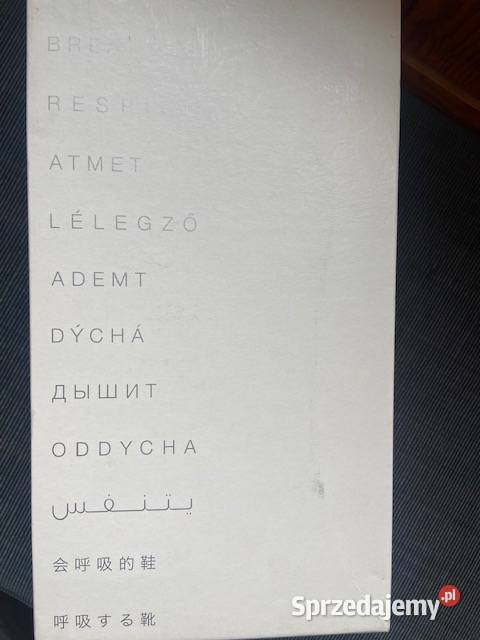 ATMET
LÉLEGZŐ
ADEMT
DÝCHÁ
ДЫШИТ
ODDYCHA
يتنفس
会呼吸的鞋
呼吸する靴
Sprzedajemy.pl